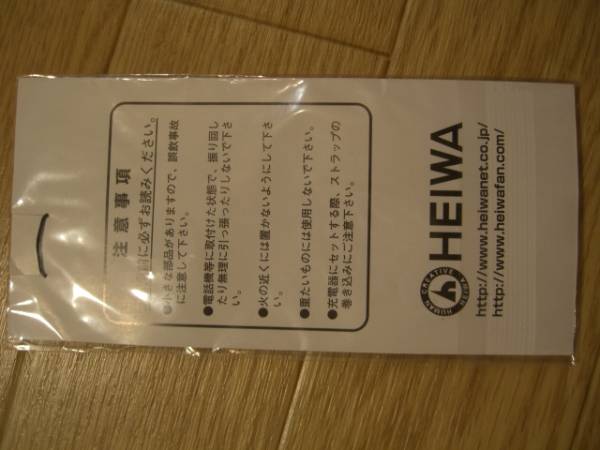 注意事項
前に必ずお読みください。
●小さな部品がありますので、誤飲事故
に注意して下さい。
●電話機等に取付けた状態で、振り回し
たり無理に引っ張ったりしないで下さ
い。
●火の近くには置かないようにして下さ
い。
●重たいものには使用しないで下さい。
●充電器にセットする際、ストラップの
巻き込みにご注意下さい。
HUMAN CREATIVE
HEIWA
http://www.heiwanet.co.jp/
http://www.heiwafan.com/